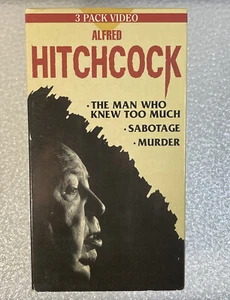 3 PACK VIDEO
ALFRED
HITCHCOCK
• THE MAN WHO
KNEW TOO MUCH
• SABOTAGE
• MURDER